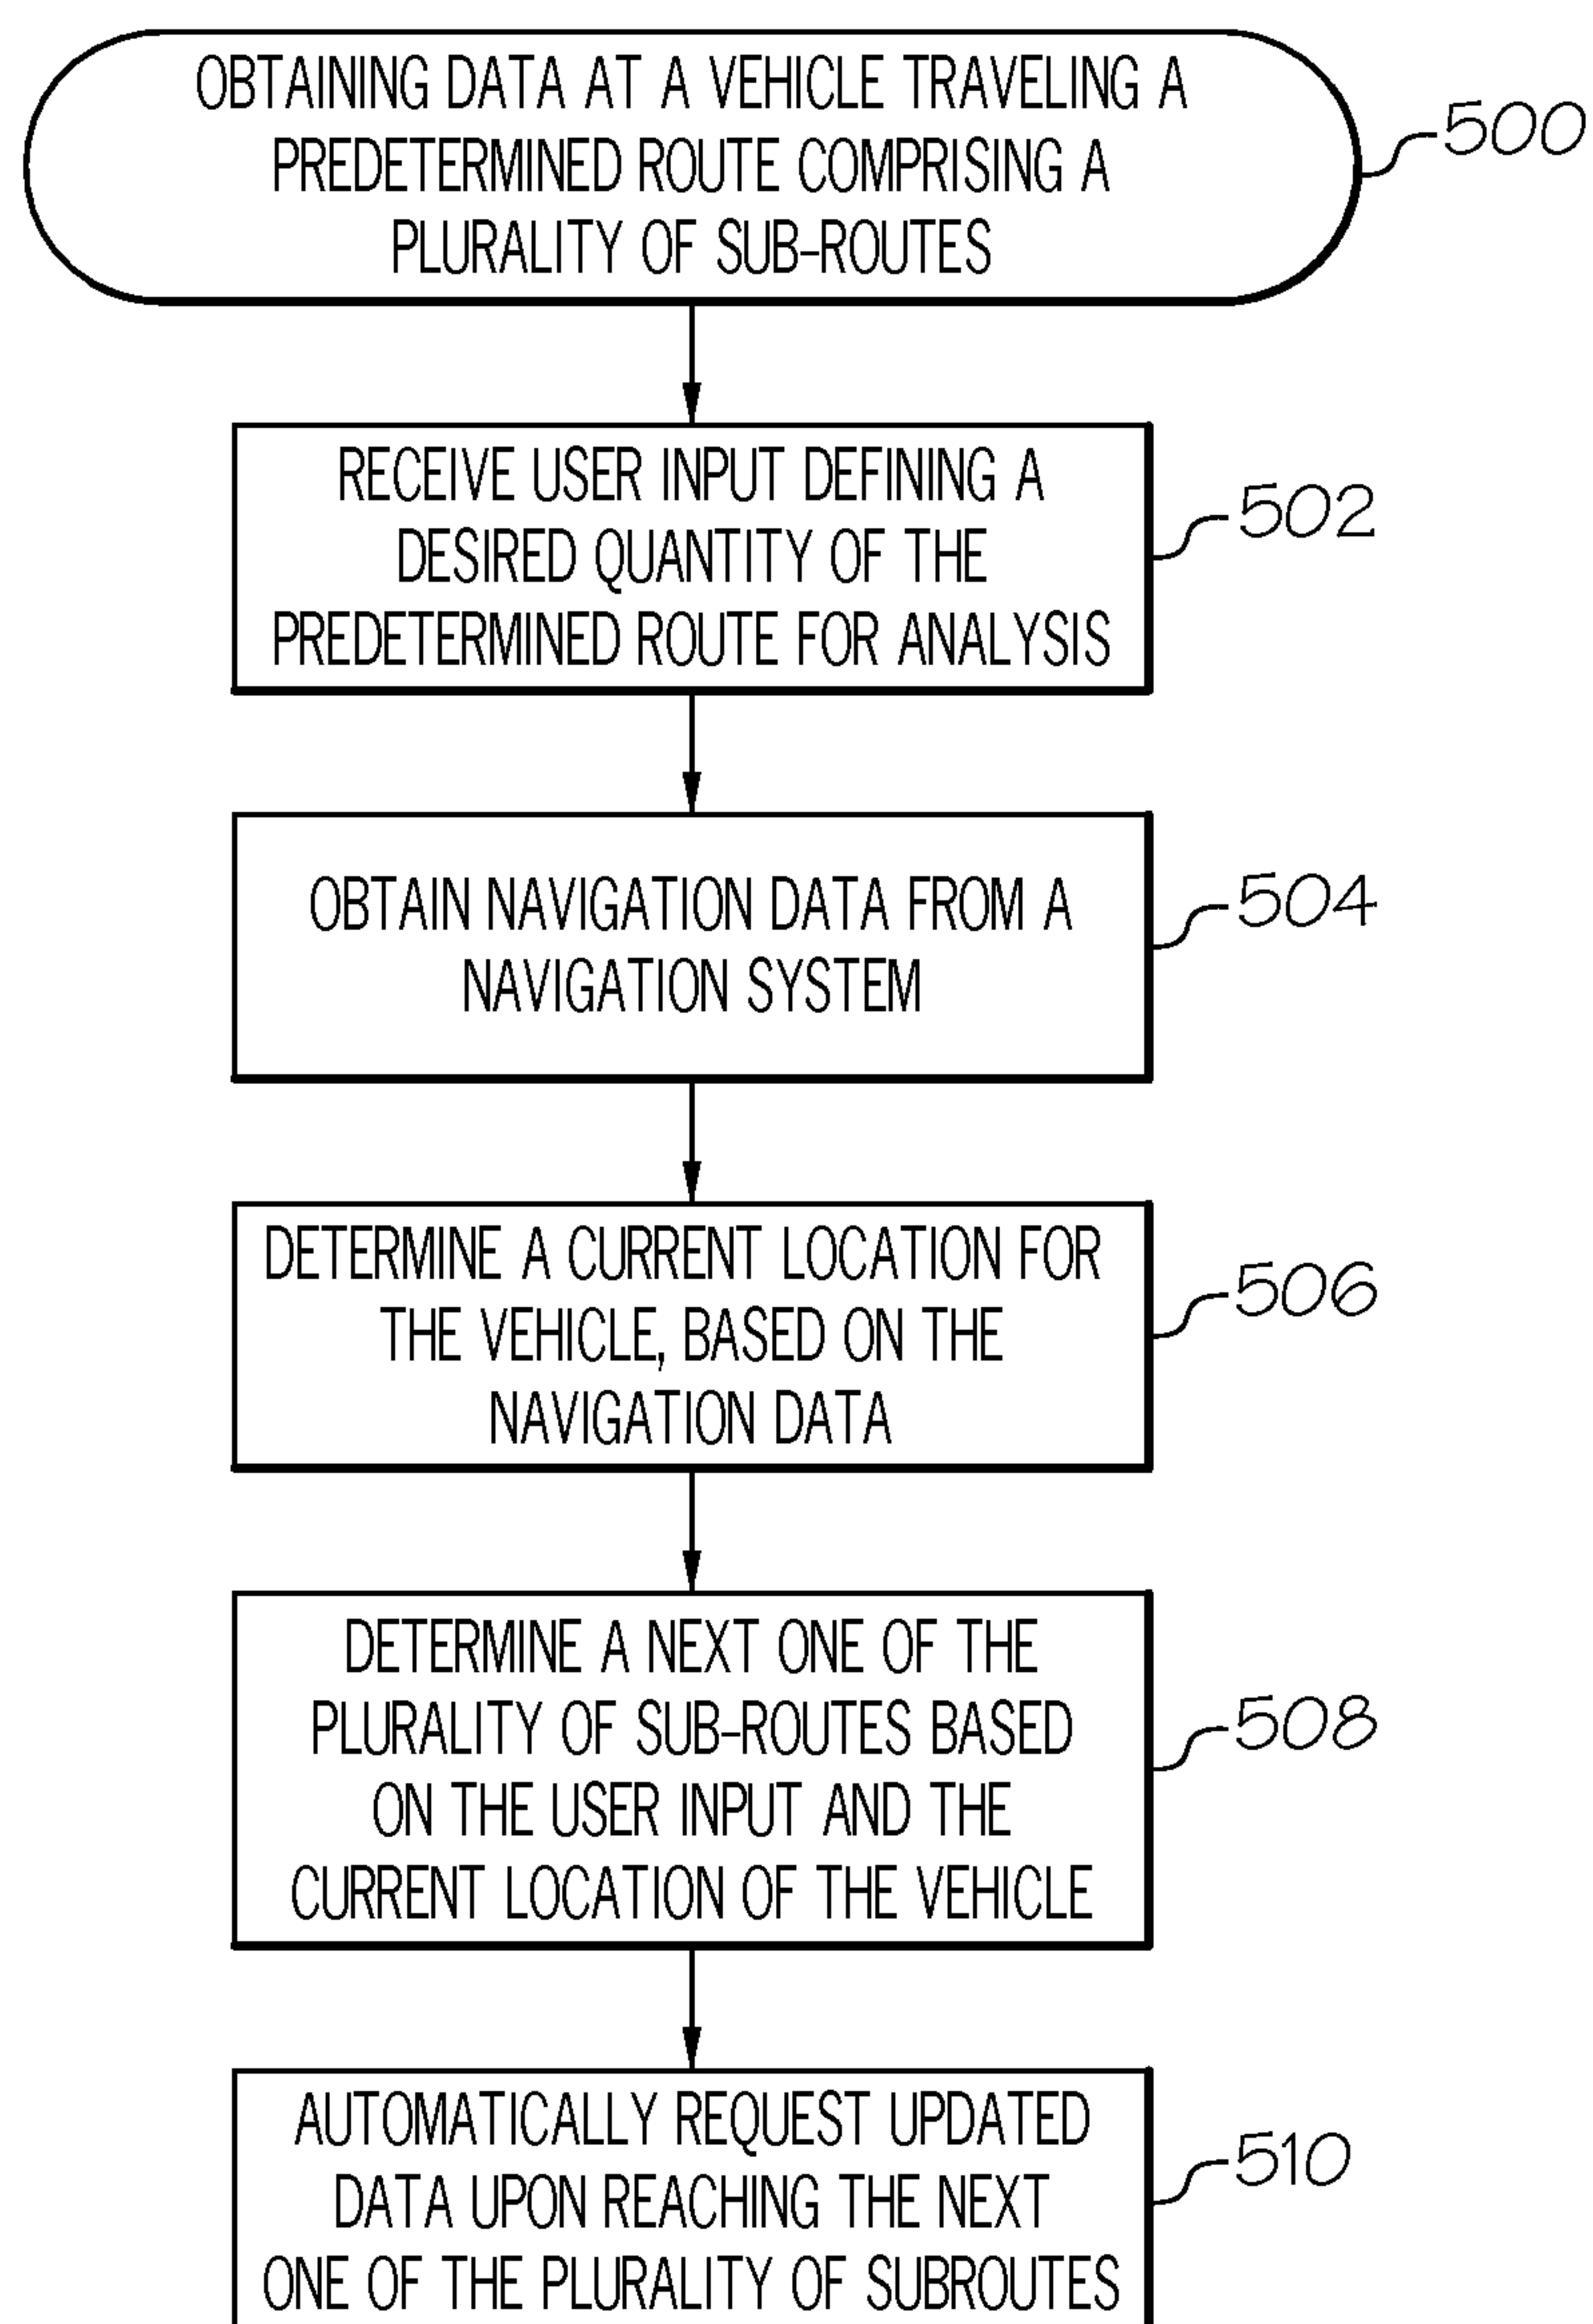 OBTAINING DATA AT A VEHICLE TRAVELING A
PREDETERMINED ROUTE COMPRISING A
PLURALITY OF SUB-ROUTES
500
RECEIVE USER INPUT DEFINING A
DESIRED QUANTITY OF THE
PREDETERMINED ROUTE FOR ANALYSIS
502
OBTAIN NAVIGATION DATA FROM A
NAVIGATION SYSTEM
504
DETERMINE A CURRENT LOCATION FOR
THE VEHICLE, BASED ON THE
NAVIGATION DATA
506
DETERMINE A NEXT ONE OF THE
PLURALITY OF SUB-ROUTES BASED
ON THE USER INPUT AND THE
CURRENT LOCATION OF THE VEHICLE
508
AUTOMATICALLY REQUEST UPDATED
DATA UPON REACHING THE NEXT
ONE OF THE PLURALITY OF SUBROUTES
510